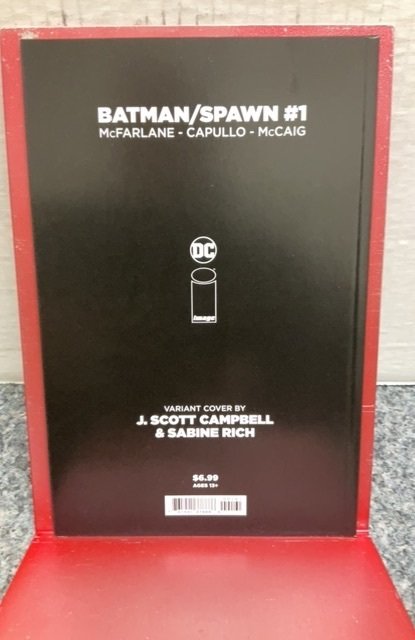 BATMAN/SPAWN #1
McFARLANE - CAPULLO - McCAIG
DC
image
VARIANT COVER BY
J. SCOTT CAMPBELL
& SABINE RICH
$6.99
AGES 13+